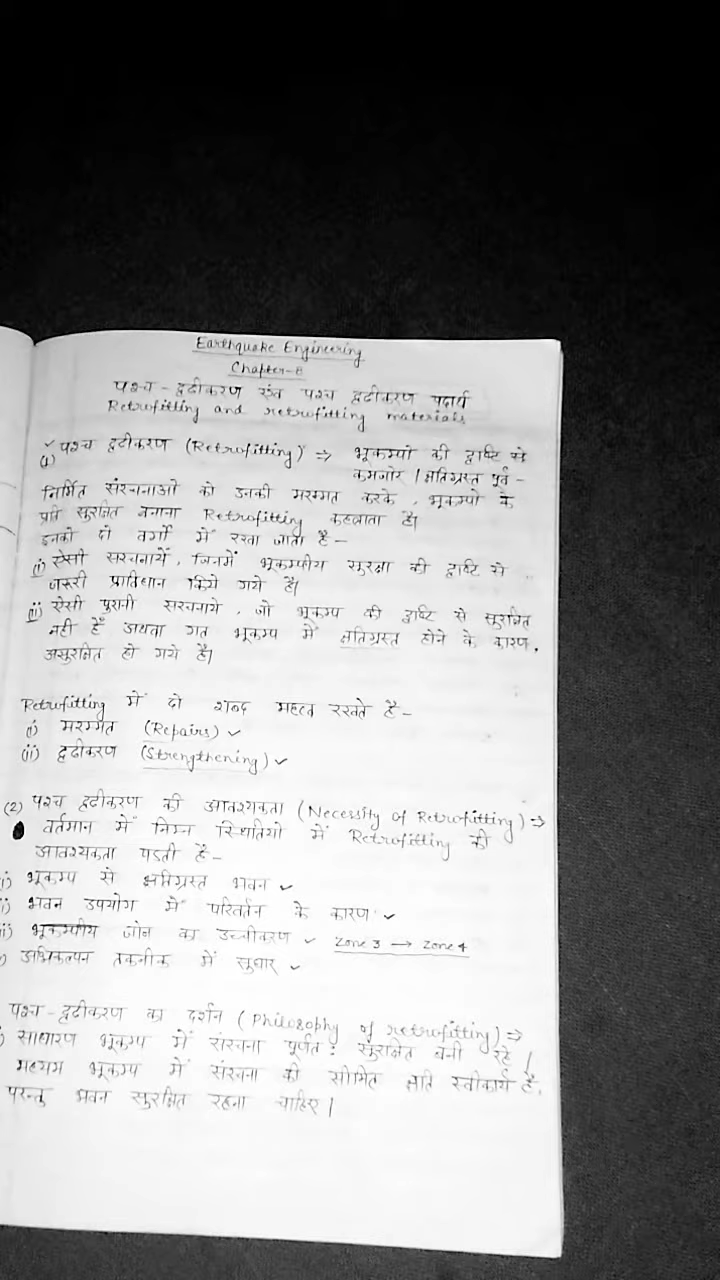 Earthquake Engineering
Chapter-8
पश्च - दृढीकरण एंव पश्च दृढीकरण पदार्थ
Retrofitting and retrofitting materials
(1) पश्च दृढीकरण (Retrofitting) ⇒ भूकम्पो की दृष्टि से
कमजोर / क्षतिग्रस्त पूर्व -
निर्मित संरचनाओ को उनकी मरम्मत करके , भूकम्पो के
प्रति सुरक्षित बनाना Retrofitting कहलाता है।
इनको दो वर्गो में रखा जाता है -
(i) ऐसी सरचनायें , जिनमें भूकम्पीय सुरक्षा की दृष्टि से
जरूरी प्राविधान किये गये है।
(ii) ऐसी पुरानी सरचनाये , जो भूकम्प की दृष्टि से सुरक्षित
नही हैं अथवा गत भूकम्प में क्षतिग्रस्त होने के कारण ,
असुरक्षित हो गये है।
Retrofitting में दो शब्द महत्व रखते है -
(i) मरम्मत (Repairs) ✓
(ii) दृढीकरण (Strengthening) ✓
(2) पश्च दृढीकरण की आवश्यकता (Necessity of Retrofitting) ⇒
वर्तमान में निम्न स्थितियो में Retrofitting की
आवश्यकता पडती है -
i) भूकम्प से क्षतिग्रस्त भवन ✓
i) भवन उपयोग में परिवर्तन के कारण ✓
ii) भूकम्पीय जोन का उच्चीकरण ✓ Zone 3 → Zone 4
) अभिकल्पन तकनीक में सुधार ✓
पश्च - दृढीकरण का दर्शन ( Philosophy of retrofitting) ⇒
) साधारण भूकम्प में संरचना पूर्णत : सुरक्षित बनी रहे /
मध्यम भूकम्प में संरचना की सीमित क्षति स्वीकार्य है ,
परन्तु भवन सुरक्षित रहना चाहिए |